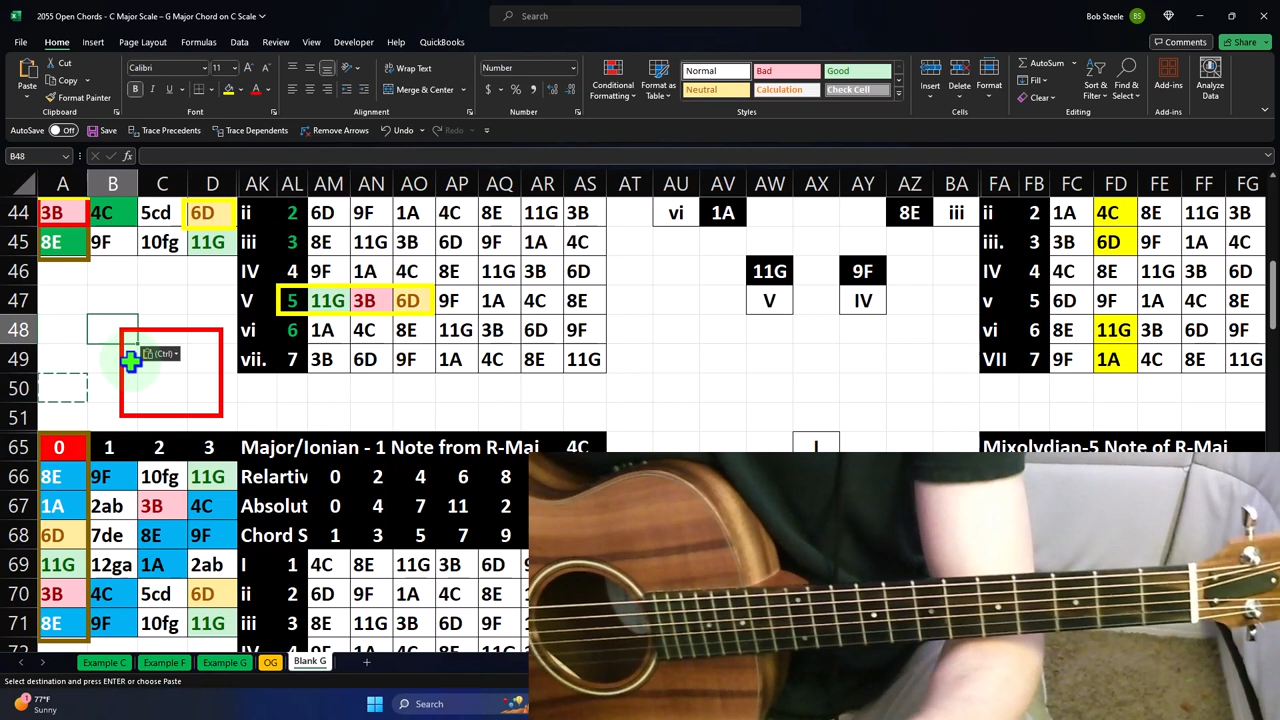 2055 Open Chords - C Major Scale – G Major Chord on C Scale
Search
Bob Steele
BS
File Home Insert Page Layout Formulas Data Review View Developer Help QuickBooks
Comments
Share
Paste
Cut
Copy
Format Painter
Clipboard
Calibri 11
B I U
Font
Wrap Text
Merge & Center
Alignment
Number
$ % 9
Number
Conditional Formatting
Format as Table
Normal Bad Good
Neutral Calculation Check Cell
Styles
Insert Delete Format
Cells
AutoSum
Fill
Clear
Sort & Filter
Find & Select
Editing
Add-ins
Add-ins
Analyze Data
AutoSave Off Save Trace Precedents Trace Dependents Remove Arrows Undo Redo
B48
fx
A B C D AK AL AM AN AO AP AQ AR AS AT AU AV AW AX AY AZ BA FA FB FC FD FE FF FG
44 3B 4C 5cd 6D ii 2 6D 9F 1A 4C 8E 11G 3B vi 1A 8E iii ii 2 1A 4C 8E 11G 3B
45 8E 9F 10fg 11G iii 3 8E 11G 3B 6D 9F 1A 4C iii. 3 3B 6D 9F 1A 4C
46 IV 4 9F 1A 4C 8E 11G 3B 6D 11G 9F IV 4 4C 8E 11G 3B 6D
47 V 5 11G 3B 6D 9F 1A 4C 8E V IV v 5 6D 9F 1A 4C 8E
48 vi 6 1A 4C 8E 11G 3B 6D 9F vi 6 8E 11G 3B 6D 9F
49 vii. 7 3B 6D 9F 1A 4C 8E 11G VII 7 9F 1A 4C 8E 11G
(Ctrl)
50
51
65 0 1 2 3 Major/Ionian - 1 Note from R-Mai 4C I Mixolydian-5 Note of R-Mai
66 8E 9F 10fg 11G Relartiv 0 2 4 6 8
67 1A 2ab 3B 4C Absolut 0 4 7 11 2
68 6D 7de 8E 9F Chord S 1 3 5 7 9
69 11G 12ga 1A 2ab I 1 4C 8E 11G 3B 6D
70 3B 4C 5cd 6D ii 2 6D 9F 1A 4C 8E
71 8E 9F 10fg 11G iii 3 8E 11G 3B 6D 9F
Example C Example F Example G OG Blank G
Select destination and press ENTER or choose Paste
77°F
Sunny
Search